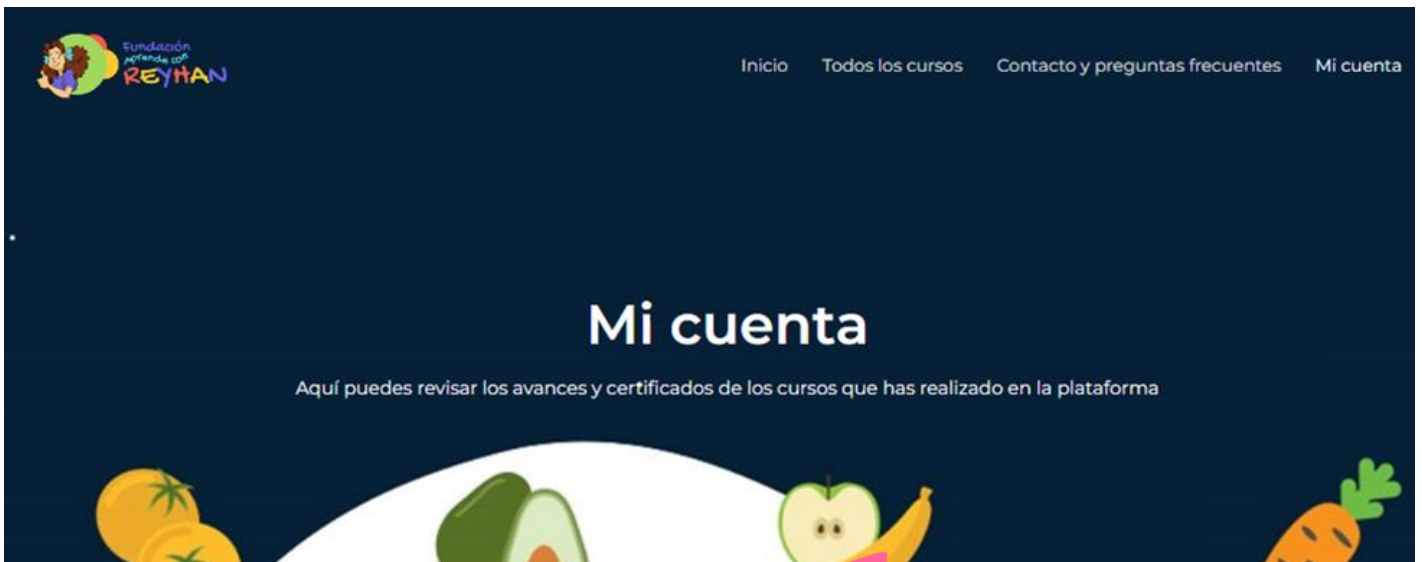 Fundación
Aprende con
REYHAN
Inicio Todos los cursos Contacto y preguntas frecuentes Mi cuenta
Mi cuenta
Aquí puedes revisar los avances y certificados de los cursos que has realizado en la plataforma